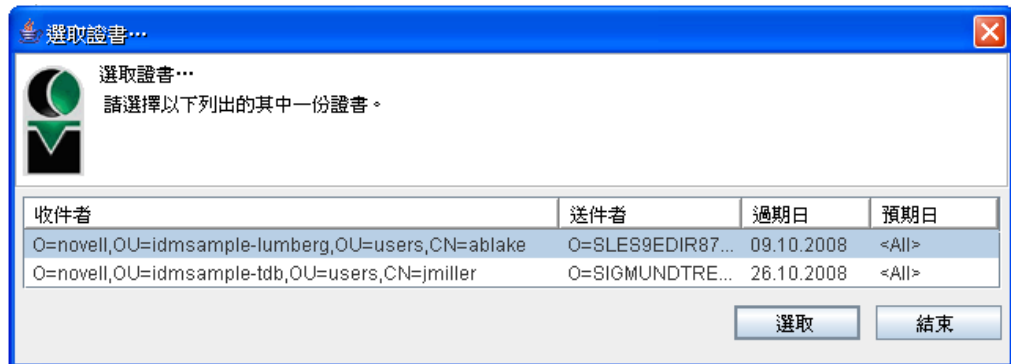 選取證書…
選取證書…
請選擇以下列出的其中一份證書。
收件者 送件者 過期日 預期日
O=novell,OU=idmsample-lumberg,OU=users,CN=ablake O=SLES9EDIR87... 09.10.2008 <All>
O=novell,OU=idmsample-tdb,OU=users,CN=jmiller O=SIGMUNDTRE... 26.10.2008 <All>
選取 結束